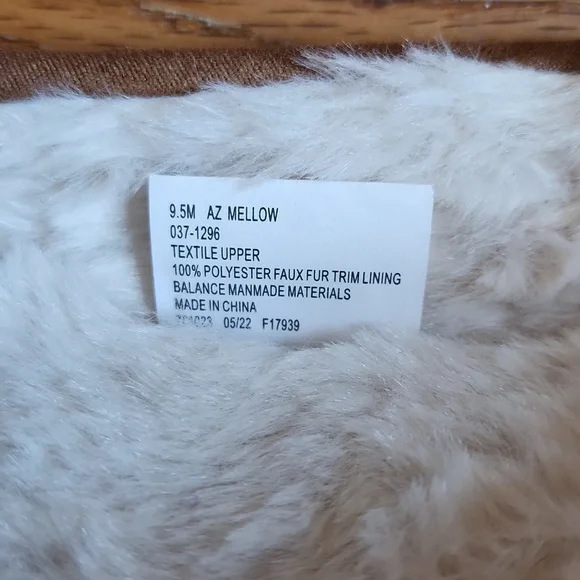 9.5M AZ MELLOW
037-1296
TEXTILE UPPER
100% POLYESTER FAUX FUR TRIM LINING
BALANCE MANMADE MATERIALS
MADE IN CHINA
05/22 F17939